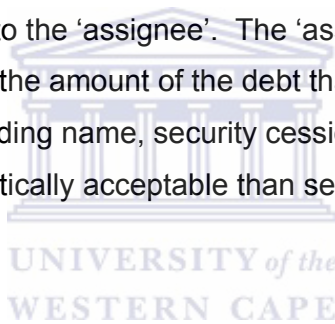 to the ‘assignee’. The ‘as
the amount of the debt th
ding name, security cessi
tically acceptable than se
UNIVERSITY of the
WESTERN CAPE